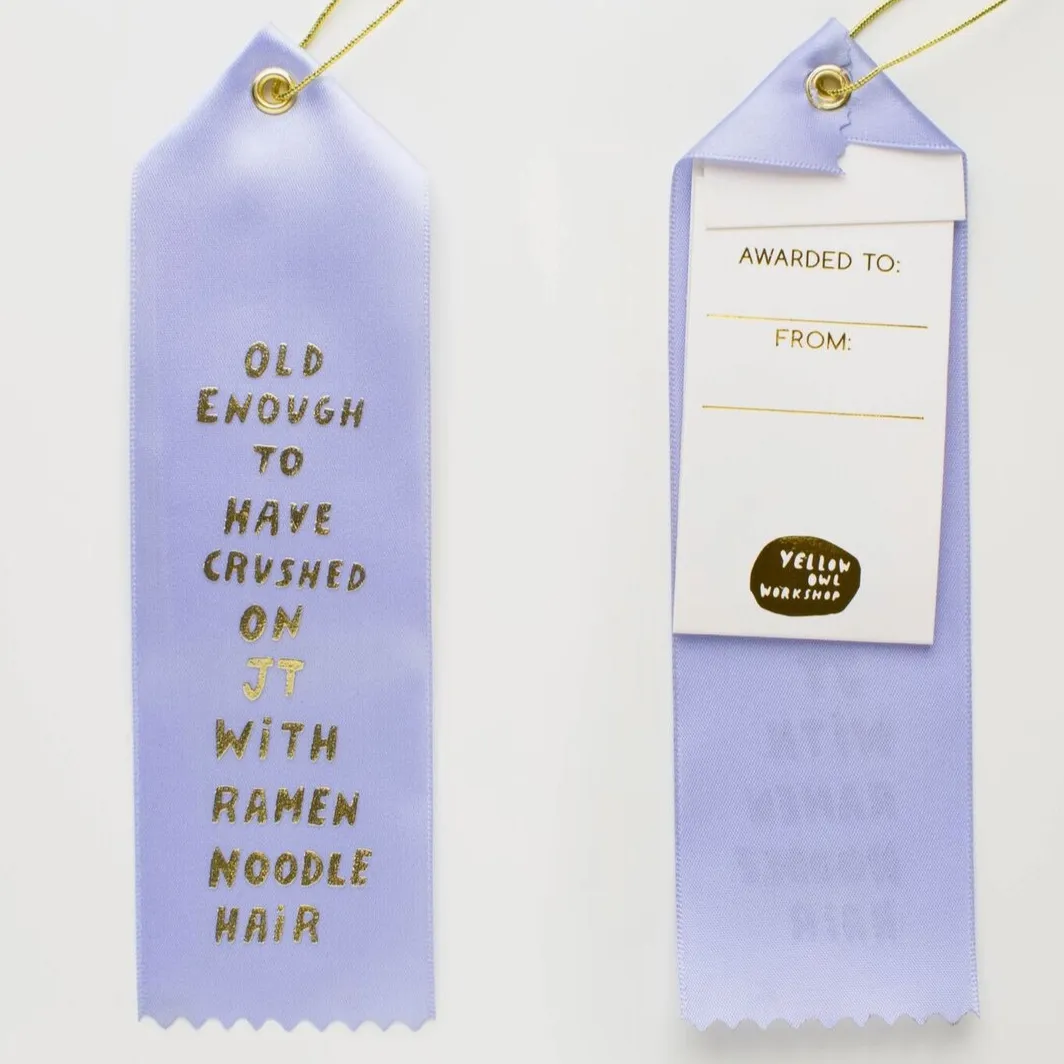 OLD
ENOUGH
TO
HAVE
CRUSHED
ON
JT
WiTH
RAMEN
NOODLE
HAiR
AWARDED TO:
FROM:
YELLOW
OWL
WORKSHOP